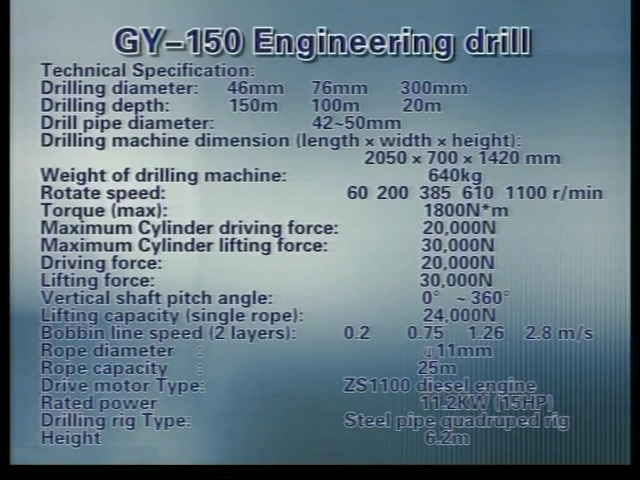 GY-150 Engineering drill
Technical Specification:
Drilling diameter: 46mm 76mm 300mm
Drilling depth: 150m 100m 20m
Drill pipe diameter: 42~50mm
Drilling machine dimension (length × width × height):
2050 × 700 × 1420 mm
Weight of drilling machine: 640kg
Rotate speed: 60 200 385 610 1100 r/min
Torque (max): 1800N*m
Maximum Cylinder driving force: 20,000N
Maximum Cylinder lifting force: 30,000N
Driving force: 20,000N
Lifting force: 30,000N
Vertical shaft pitch angle: 0° ~360°
Lifting capacity (single rope): 24,000N
Bobbin line speed (2 layers): 0.2 0.75 1.26 2.8 m/s
Rope diameter : φ11mm
Rope capacity : 25m
Drive motor Type: ZS1100 diesel engine
Rated power 11.2KW (15HP)
Drilling rig Type: Steel pipe quadruped rig
Height 6.2m